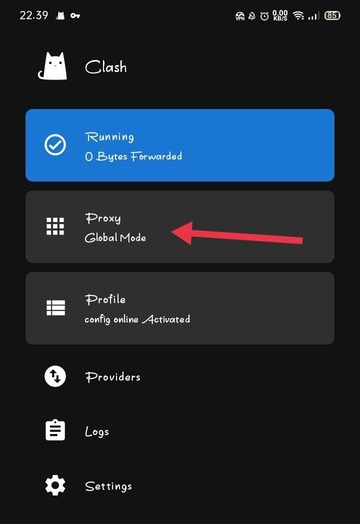 22.39
0.00
KB/S
85
Clash
Running
0 Bytes Forwarded
Proxy
Global Mode
Profile
config online Activated
Providers
Logs
Settings